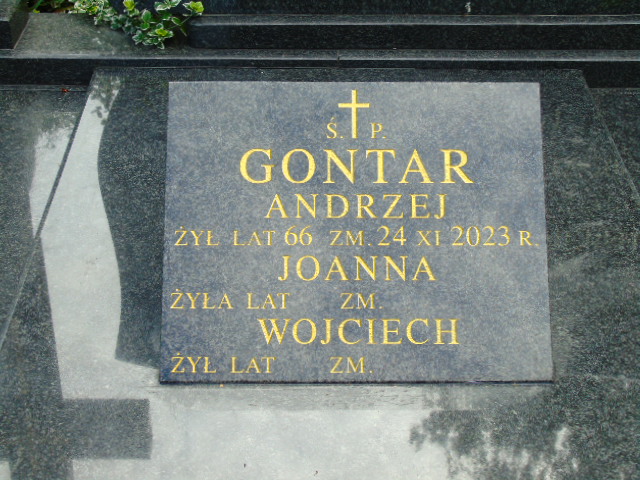 Ś. P.
GONTAR
ANDRZEJ
ŻYŁ LAT 66 ZM. 24 XI 2023 R.
JOANNA
ŻYŁA LAT ZM.
WOJCIECH
ŻYŁ LAT ZM.